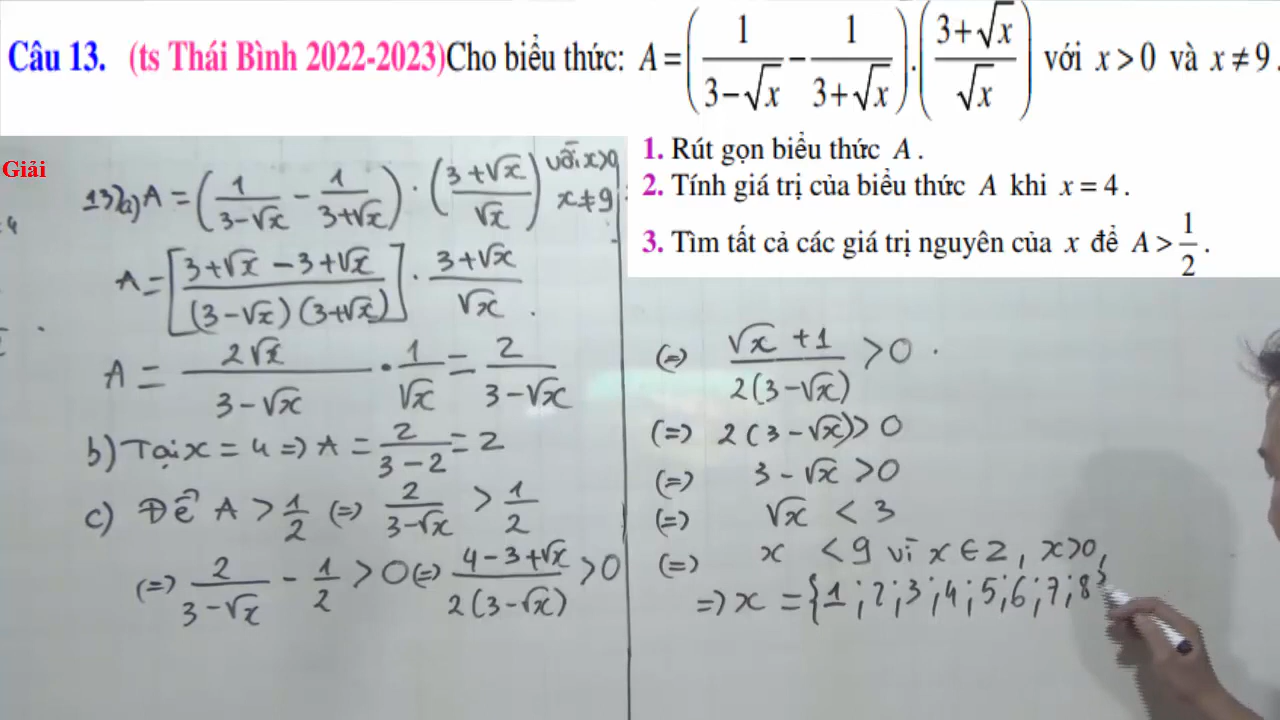 Câu 13. (ts Thái Bình 2022-2023)Cho biểu thức: A = ( 1/(3-√x) - 1/(3+√x) ) . ( (3+√x)/√x ) với x > 0 và x ≠ 9.
1. Rút gọn biểu thức A.
2. Tính giá trị của biểu thức A khi x = 4.
3. Tìm tất cả các giá trị nguyên của x để A > 1/2.
Giải
13)a) A = ( 1/(3-√x) - 1/(3+√x) ) . ( (3+√x)/√x ) với x>0 x≠9
A = [ (3+√x -3+√x)/((3-√x)(3+√x)) ] . (3+√x)/√x .
A = 2√x/(3-√x) . 1/√x = 2/(3-√x)
b) Tại x = 4 => A = 2/(3-2) = 2
c) Để A > 1/2 (=) 2/(3-√x) > 1/2
(=) 2/(3-√x) - 1/2 > 0 (=) (4-3+√x)/(2(3-√x)) > 0
(=) (√x +1)/(2(3-√x)) > 0 .
(=) 2(3-√x) > 0
(=) 3-√x > 0
(=) √x < 3
(=) x < 9 vì x ∈ Z, x>0,
=> x = {1;2;3;4;5;6;7;8}